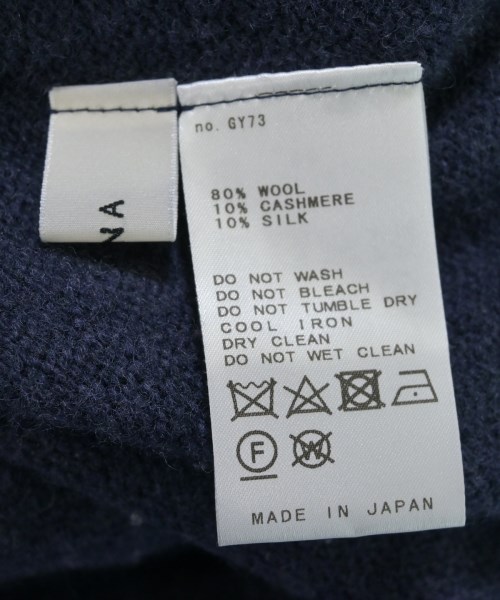 no. GY73
80% WOOL
10% CASHMERE
10% SILK
DO NOT WASH
DO NOT BLEACH
DO NOT TUMBLE DRY
COOL IRON
DRY CLEAN
DO NOT WET CLEAN
F W
MADE IN JAPAN
NA